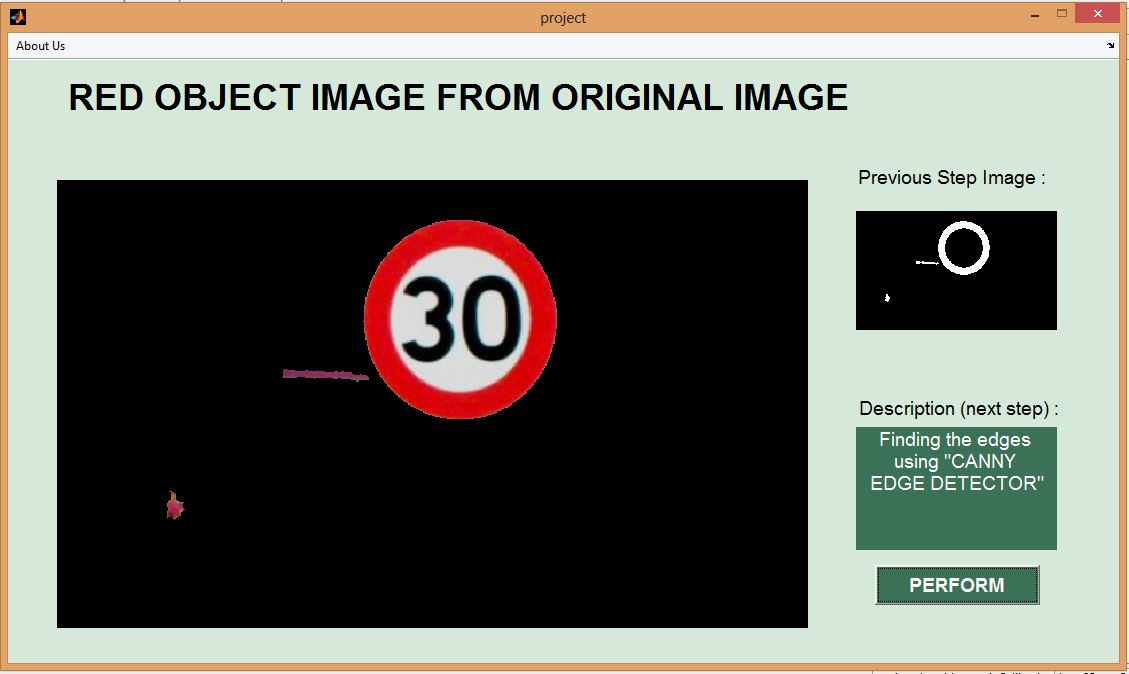 project
About Us
RED OBJECT IMAGE FROM ORIGINAL IMAGE
30
Previous Step Image :
Description (next step) :
Finding the edges
using "CANNY
EDGE DETECTOR"
PERFORM